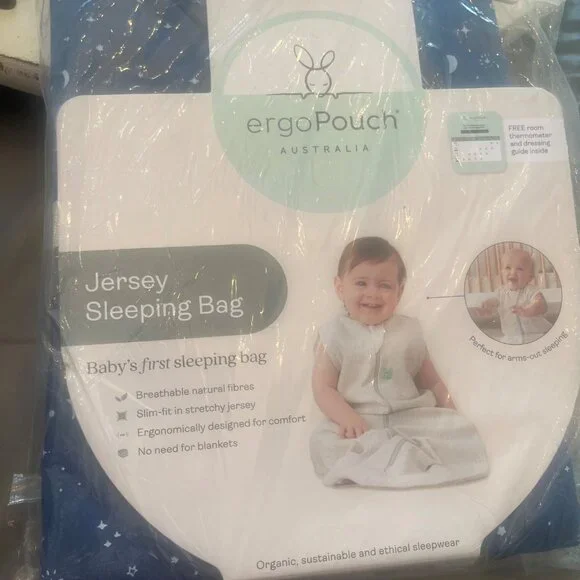 ergoPouch
AUSTRALIA
FREE room
thermometer
and dressing
guide inside
Jersey
Sleeping Bag
Baby's first sleeping bag
Breathable natural fibres
Slim-fit in stretchy jersey
Ergonomically designed for comfort
No need for blankets
Perfect for arms-out sleeping
Organic, sustainable and ethical sleepwear